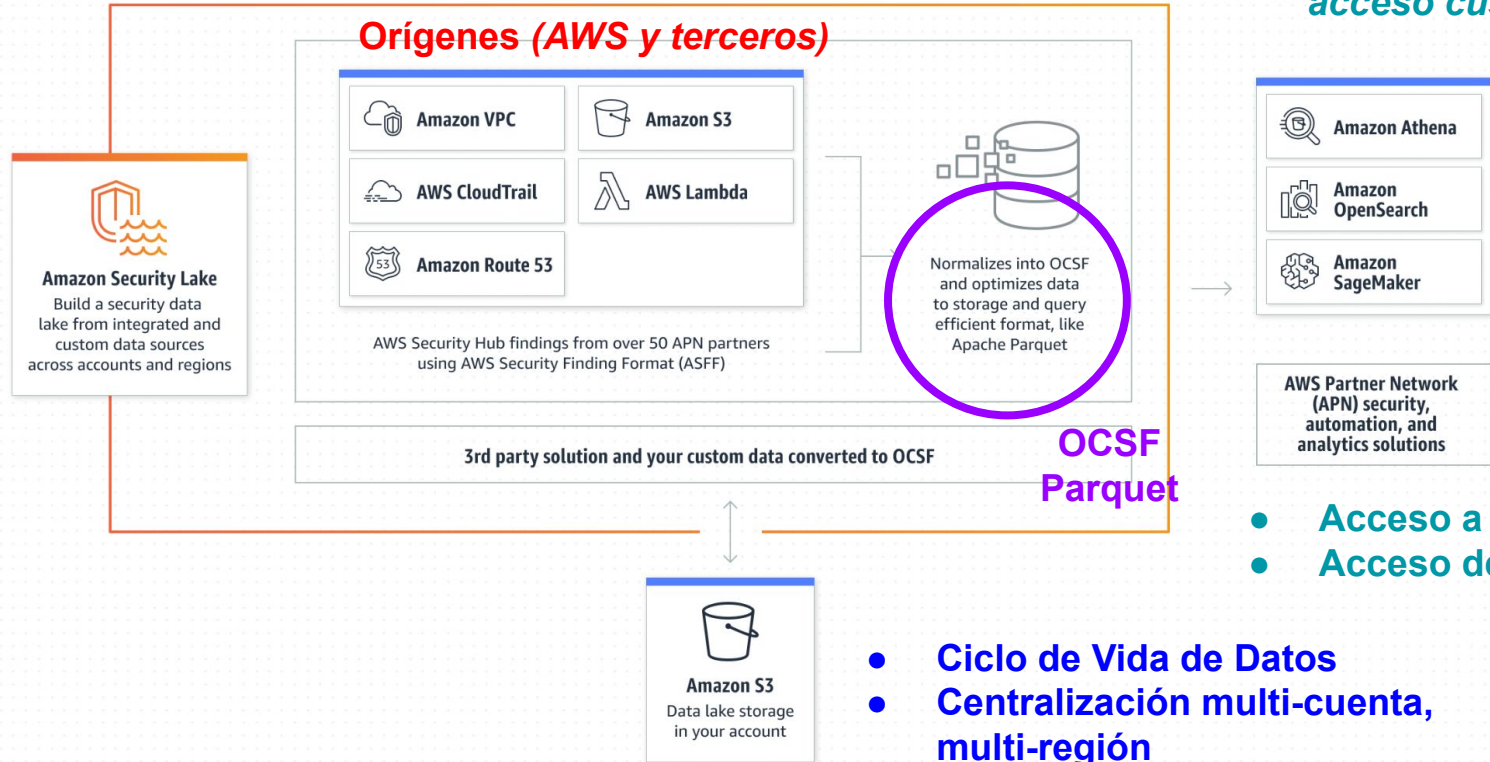 acceso
Orígenes (AWS y terceros)
Amazon VPC
Amazon S3
AWS CloudTrail
AWS Lambda
53
Amazon Route 53
AWS Security Hub findings from over 50 APN partners
using AWS Security Finding Format (ASFF)
Amazon Security Lake
Build a security data
lake from integrated and
custom data sources
across accounts and regions
Normalizes into OCSF
and optimizes data
to storage and query
efficient format, like
Apache Parquet
OCSF
Parquet
3rd party solution and your custom data converted to OCSF
Amazon Athena
Amazon
OpenSearch
Amazon
SageMaker
AWS Partner Network
(APN) security,
automation, and
analytics solutions
● Acceso a
● Acceso
Amazon S3
Data lake storage
in your account
● Ciclo de Vida de Datos
● Centralización multi-cuenta,
multi-región